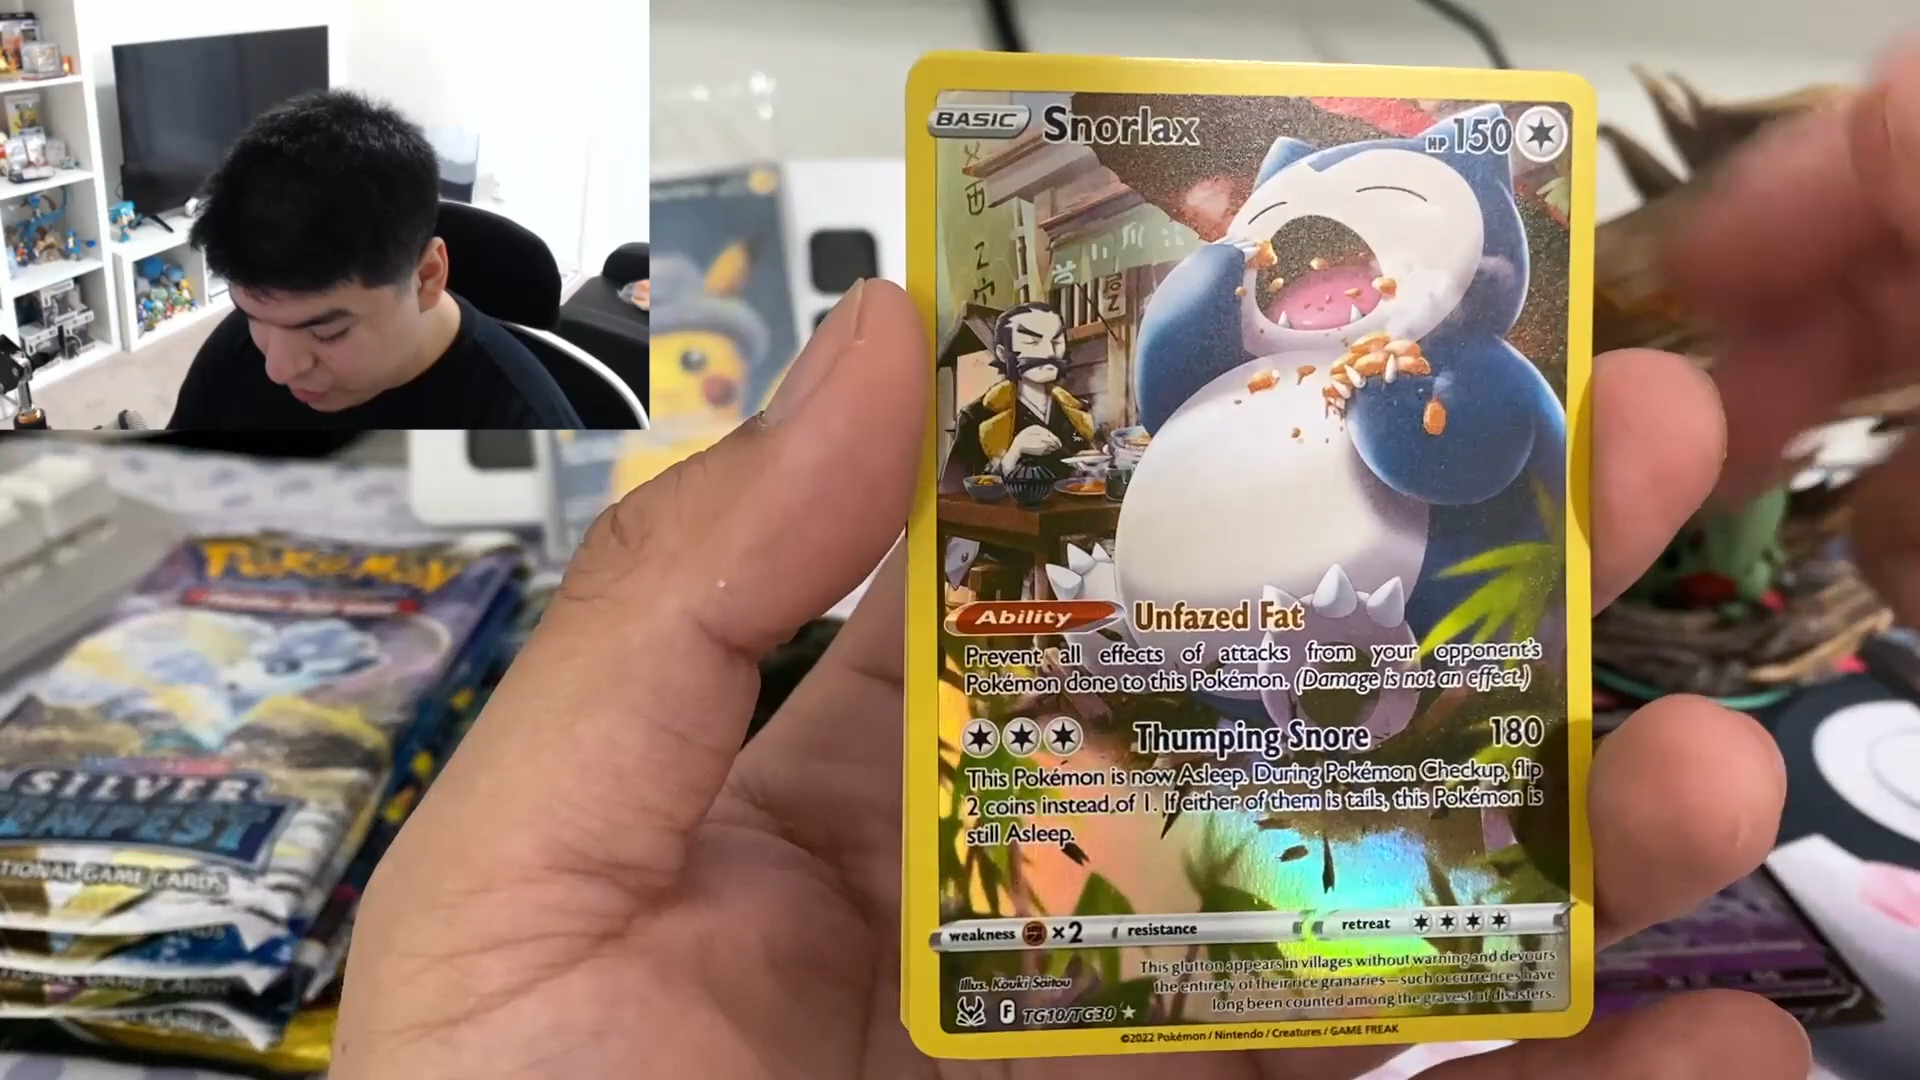 BASIC Snorlax HP 150
Ability Unfazed Fat
Prevent all effects of attacks from your opponent's
Pokémon done to this Pokémon. (Damage is not an effect.)
Thumping Snore 180
This Pokémon is now Asleep. During Pokémon Checkup, flip
2 coins instead of 1. If either of them is tails, this Pokémon is
still Asleep.
weakness ×2 resistance retreat
This glutton appears in villages without warning and devours
the entirety of their rice granaries—such occurrences have
long been counted among the gravest of disasters.
Illus. Kouki Saitou
F TG10/TG30
©2022 Pokémon / Nintendo / Creatures / GAME FREAK
POKéMON
SILVER
TEMPEST